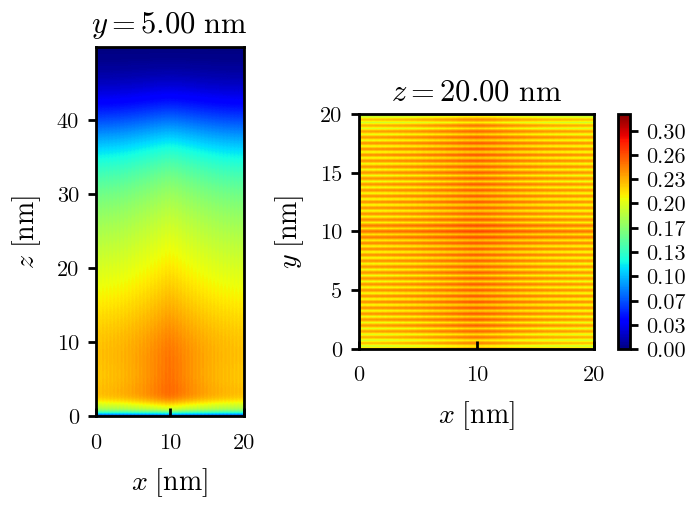 y = 5.00 nm
40
30
20
10
0
z [nm]
0 10 20
x [nm]
z = 20.00 nm
20
15
10
5
0
y [nm]
0 10 20
x [nm]
0.30
0.26
0.23
0.20
0.17
0.13
0.10
0.07
0.03
0.00